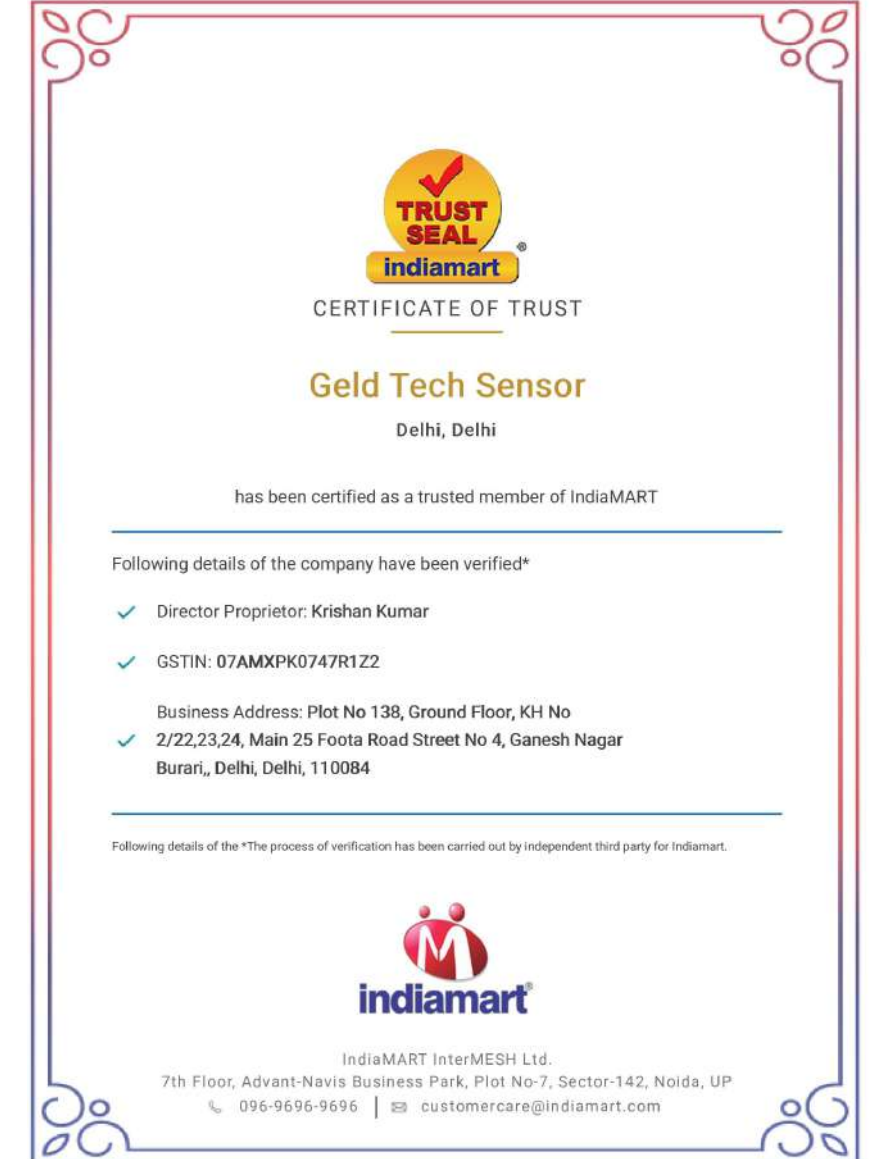 TRUST
SEAL
indiamart®
CERTIFICATE OF TRUST
Geld Tech Sensor
Delhi, Delhi
has been certified as a trusted member of IndiaMART
Following details of the company have been verified*
Director Proprietor: Krishan Kumar
GSTIN: 07AMXPK0747R1Z2
Business Address: Plot No 138, Ground Floor, KH No
2/22,23,24, Main 25 Foota Road Street No 4, Ganesh Nagar
Burari,, Delhi, Delhi, 110084
Following details of the *The process of verification has been carried out by independent third party for Indiamart.
M
indiamart®
IndiaMART InterMESH Ltd.
7th Floor, Advant-Navis Business Park, Plot No-7, Sector-142, Noida, UP
096-9696-9696 | customercare@indiamart.com